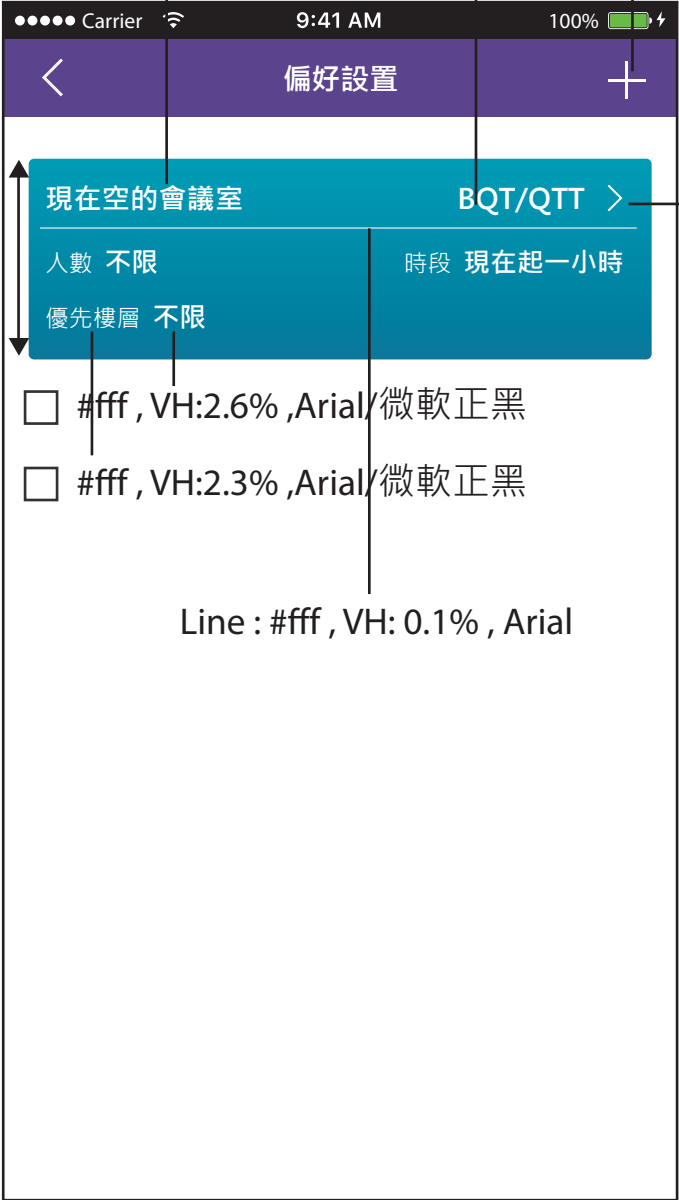 Carrier 9:41 AM 100%
偏好設置
現在空的會議室 BQT/QTT
人數 不限 時段 現在起一小時
優先樓層 不限
#fff , VH:2.6% ,Arial/微軟正黑
#fff , VH:2.3% ,Arial/微軟正黑
Line : #fff , VH: 0.1% , Arial